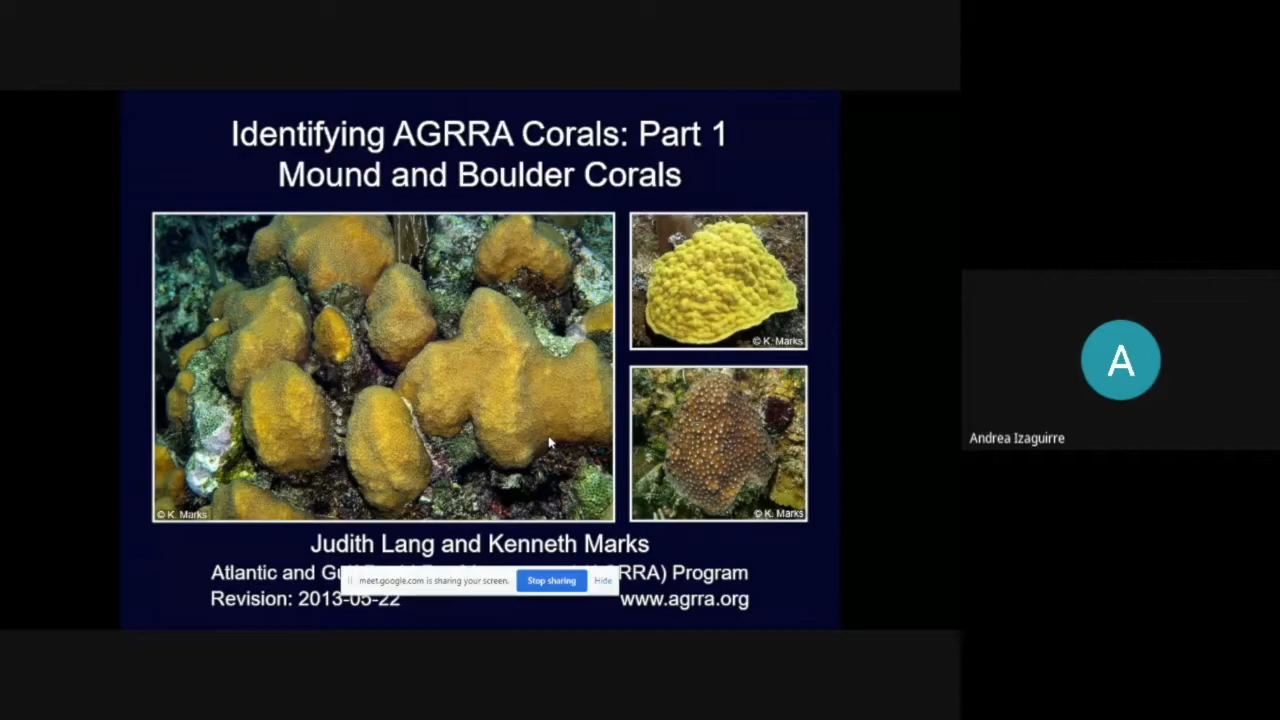 Identifying AGRRA Corals: Part 1
Mound and Boulder Corals
© K. Marks
© K. Marks
© K. Marks
Judith Lang and Kenneth Marks
Atlantic and Gu RRA) Program
meet.google.com is sharing your screen. Stop sharing Hide
Revision: 2013-05-22 www.agrra.org
A
Andrea Izaguirre